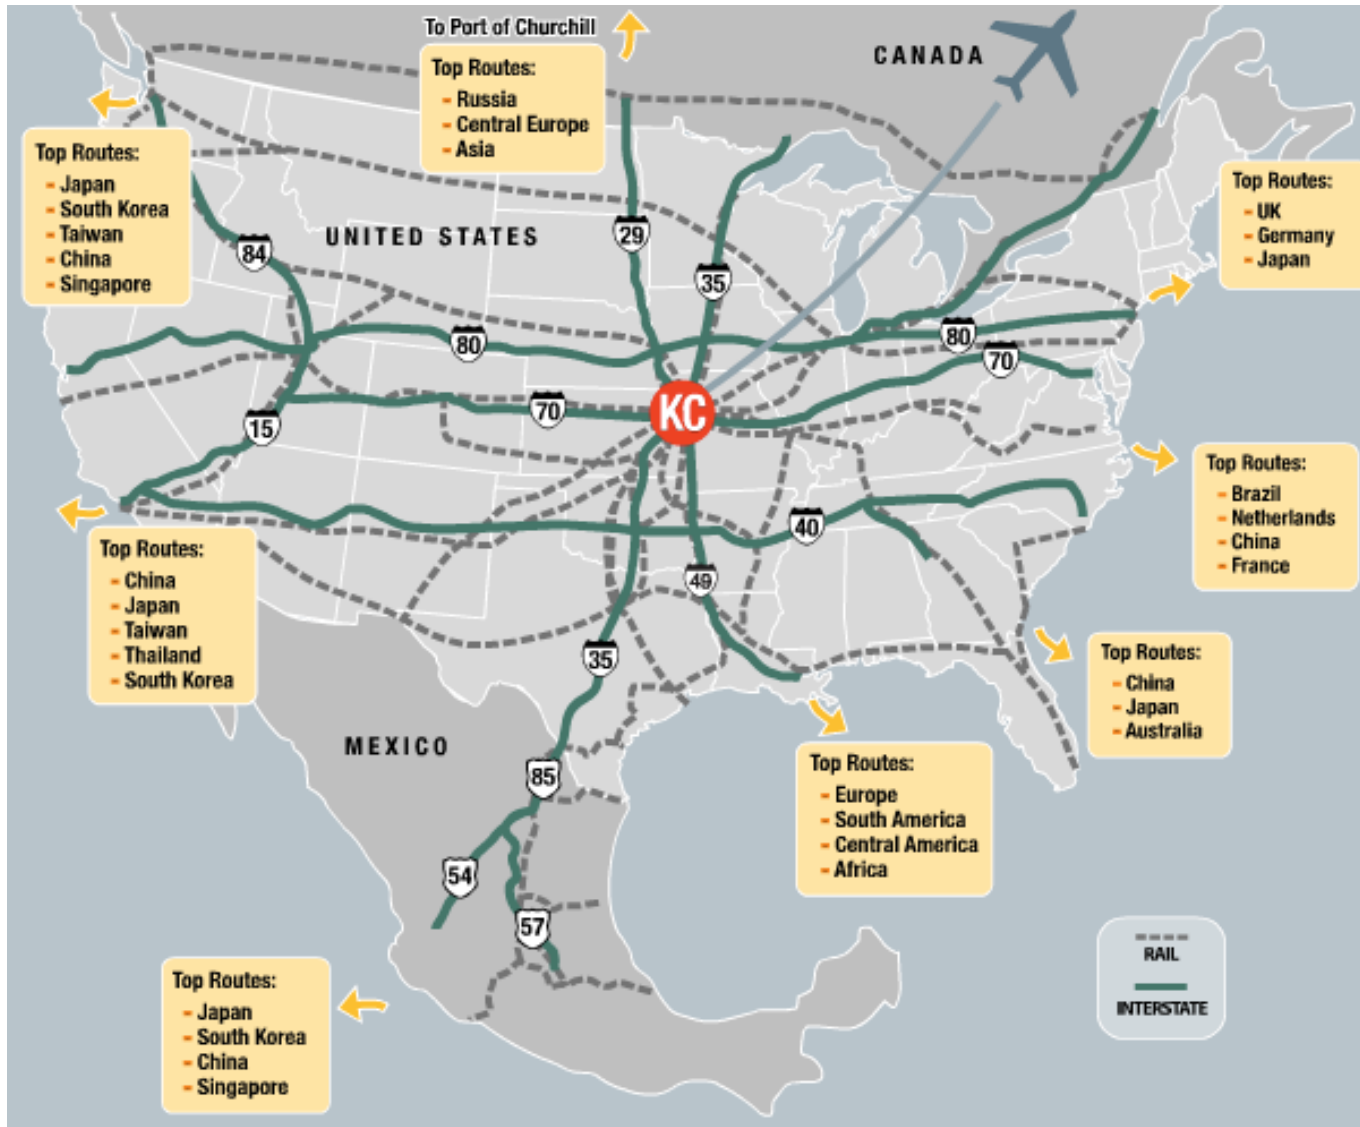 To Port of Churchill
Top Routes:
- Russia
- Central Europe
- Asia
CANADA
Top Routes:
- Japan
- South Korea
- Taiwan
- China
- Singapore
Top Routes:
- UK
- Germany
- Japan
UNITED STATES
84
29
35
80
80
70
15
70
KC
40
49
35
Top Routes:
- Brazil
- Netherlands
- China
- France
Top Routes:
- China
- Japan
- Taiwan
- Thailand
- South Korea
Top Routes:
- China
- Japan
- Australia
MEXICO
85
54
57
Top Routes:
- Europe
- South America
- Central America
- Africa
Top Routes:
- Japan
- South Korea
- China
- Singapore
RAIL
INTERSTATE